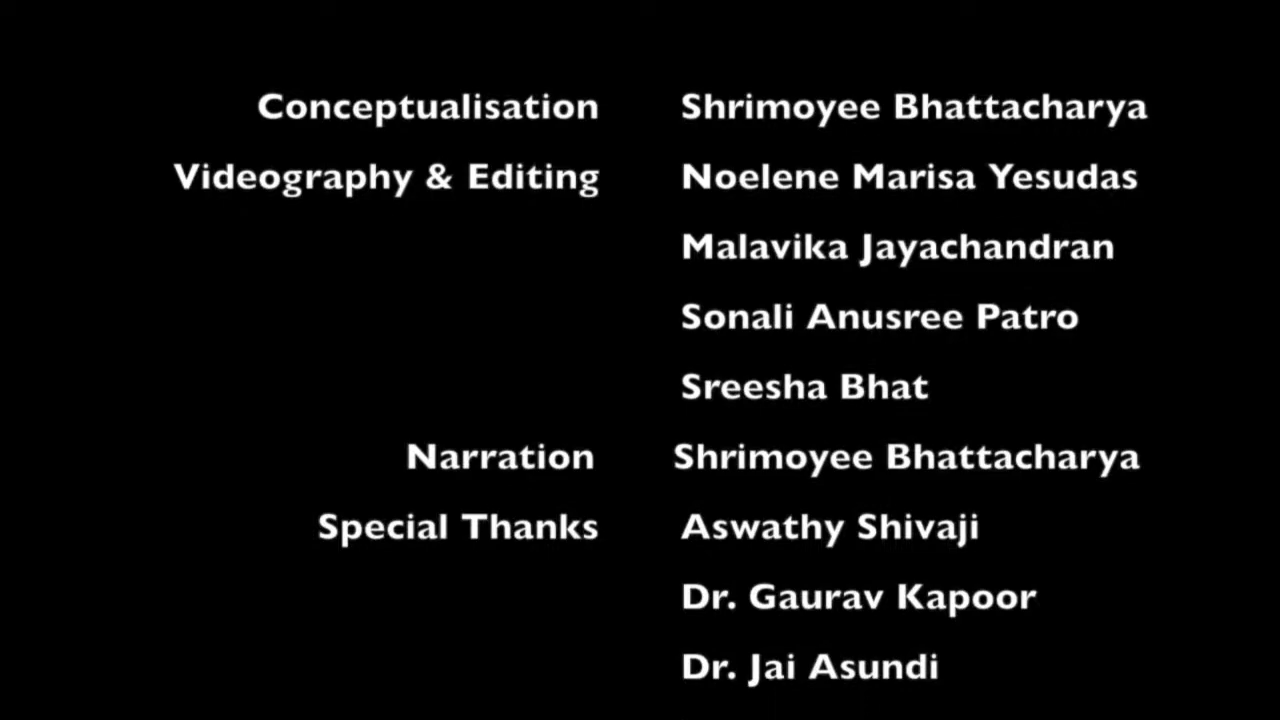 Conceptualisation Shrimoyee Bhattacharya
Videography & Editing Noelene Marisa Yesudas
Malavika Jayachandran
Sonali Anusree Patro
Sreesha Bhat
Narration Shrimoyee Bhattacharya
Special Thanks Aswathy Shivaji
Dr. Gaurav Kapoor
Dr. Jai Asundi